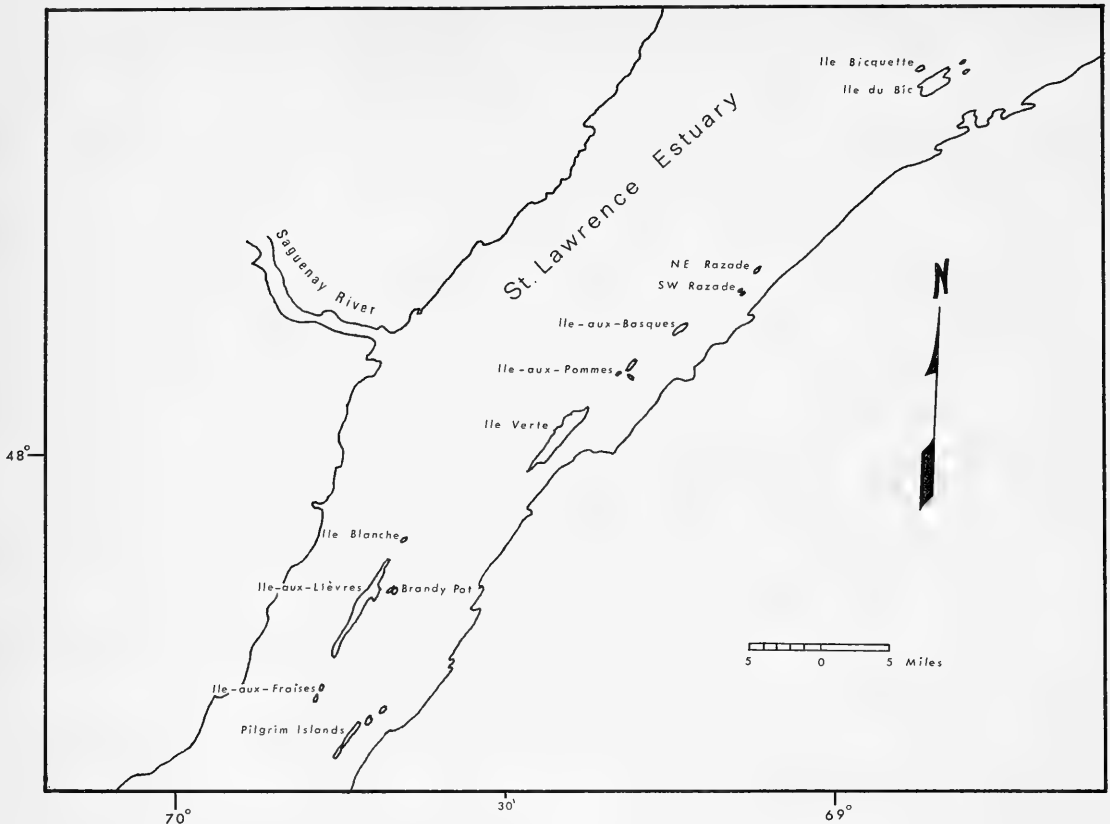 Ile Bicquette
Ile du Bic
St. Lawrence Estuary
Saguenay River
NE Razade
SW Razade
N
Ile-aux-Basques
Ile-aux-Pommes
Ile Verte
48°
Ile Blanche
Ile-aux-Lièvres
Brandy Pot
5 0 5 Miles
Ile-aux-Fraises
Pilgrim Islands
70° 30' 69°